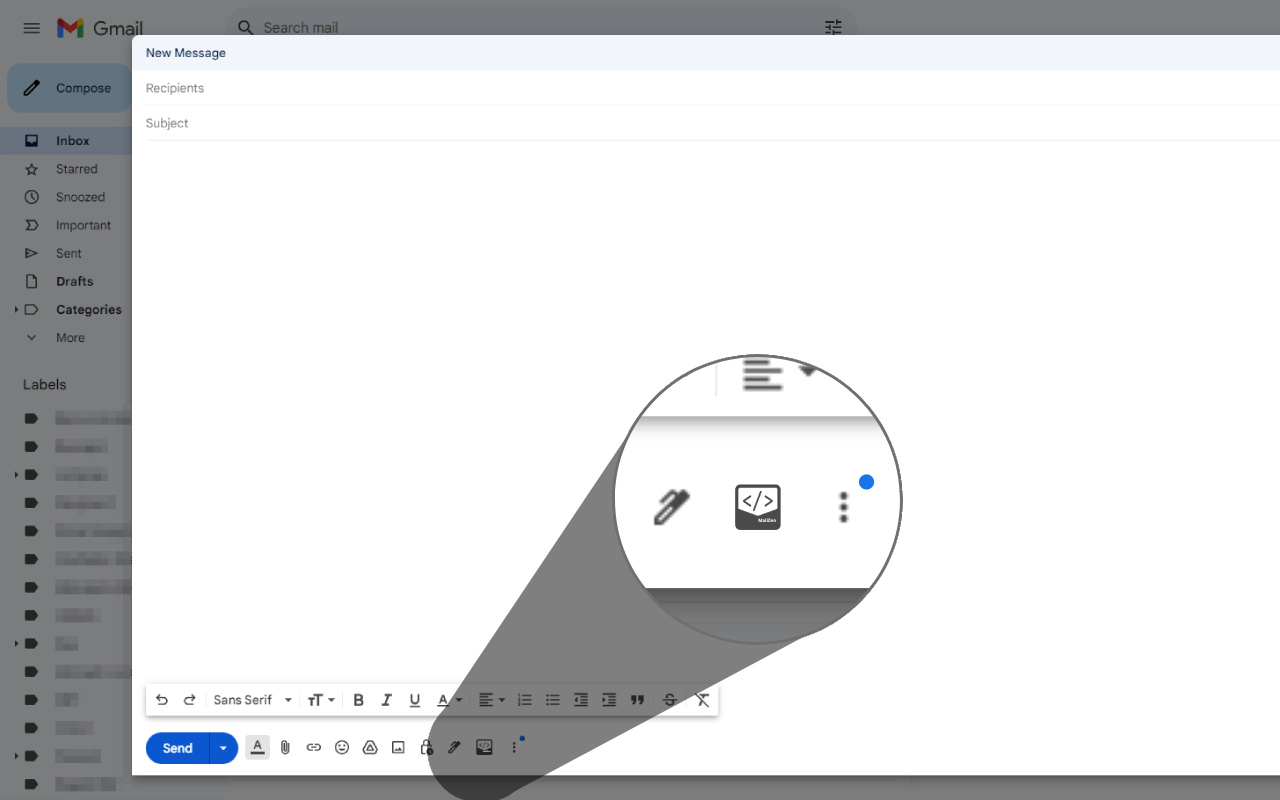 Gmail
Search mail
New Message
Compose
Recipients
Subject
Inbox
Starred
Snoozed
Important
Sent
Drafts
Categories
More
Labels
</>
MailZen
Sans Serif
B I U A
Send
A